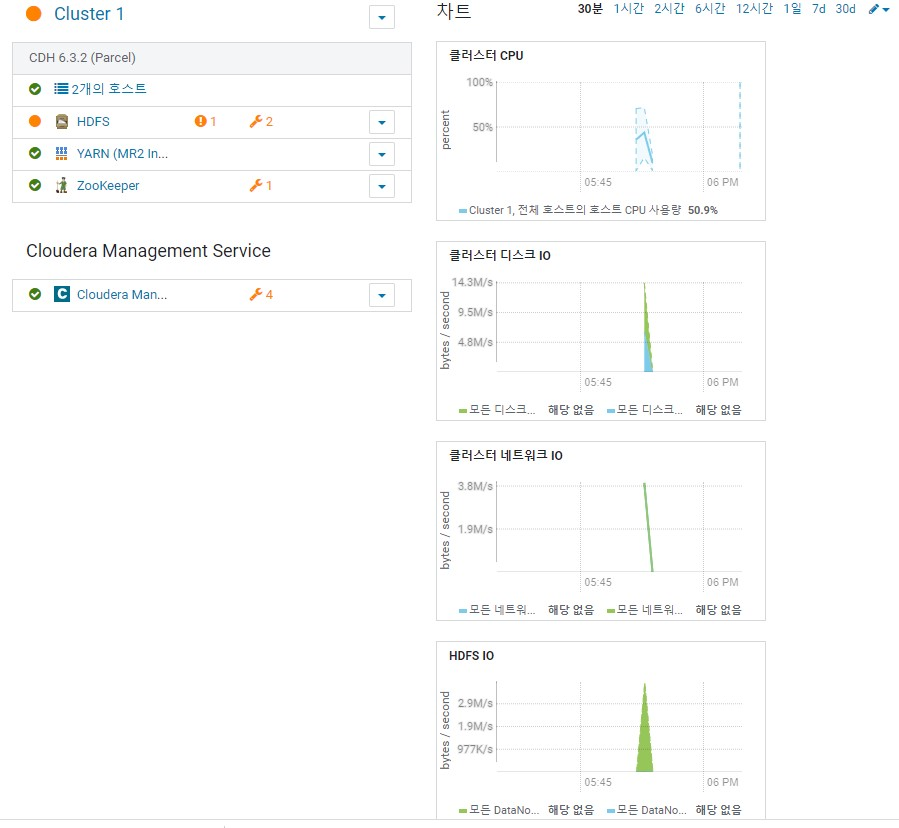 Cluster 1
CDH 6.3.2 (Parcel)
2개의 호스트
HDFS 1 2
YARN (MR2 In...
ZooKeeper 1
Cloudera Management Service
C Cloudera Man... 4
차트
30분 1시간 2시간 6시간 12시간 1일 7d 30d
클러스터 CPU
percent
100%
50%
05:45 06 PM
Cluster 1, 전체 호스트의 호스트 CPU 사용량 50.9%
클러스터 디스크 IO
bytes / second
14.3M/s
9.5M/s
4.8M/s
05:45 06 PM
모든 디스크... 해당 없음 모든 디스크... 해당 없음
클러스터 네트워크 IO
bytes / second
3.8M/s
1.9M/s
05:45 06 PM
모든 네트워... 해당 없음 모든 네트워... 해당 없음
HDFS IO
bytes / second
2.9M/s
1.9M/s
977K/s
05:45 06 PM
모든 DataNo... 해당 없음 모든 DataNo... 해당 없음